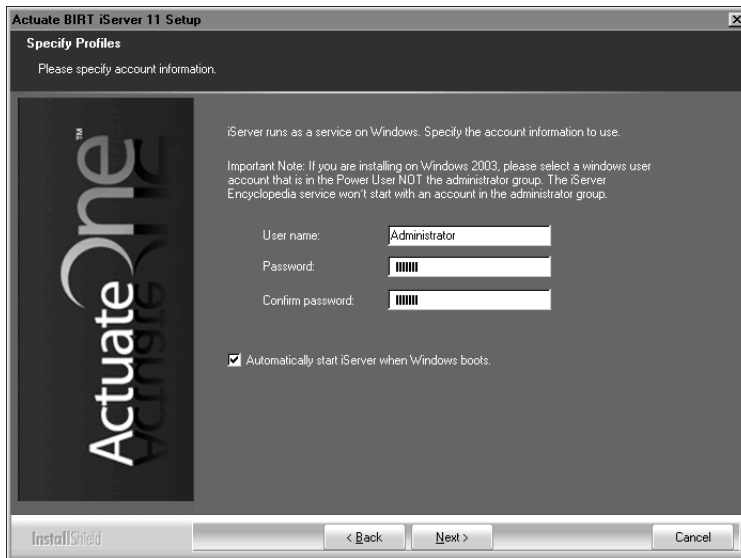 Actuate BIRT iServer 11 Setup
Specify Profiles
Please specify account information.
ActuateOne™
iServer runs as a service on Windows. Specify the account information to use.
Important Note: If you are installing on Windows 2003, please select a windows user
account that is in the Power User NOT the administrator group. The iServer
Encyclopedia service won't start with an account in the administrator group.
User name:
Administrator
Password:
Confirm password:
Automatically start iServer when Windows boots.
InstallShield
< Back
Next >
Cancel